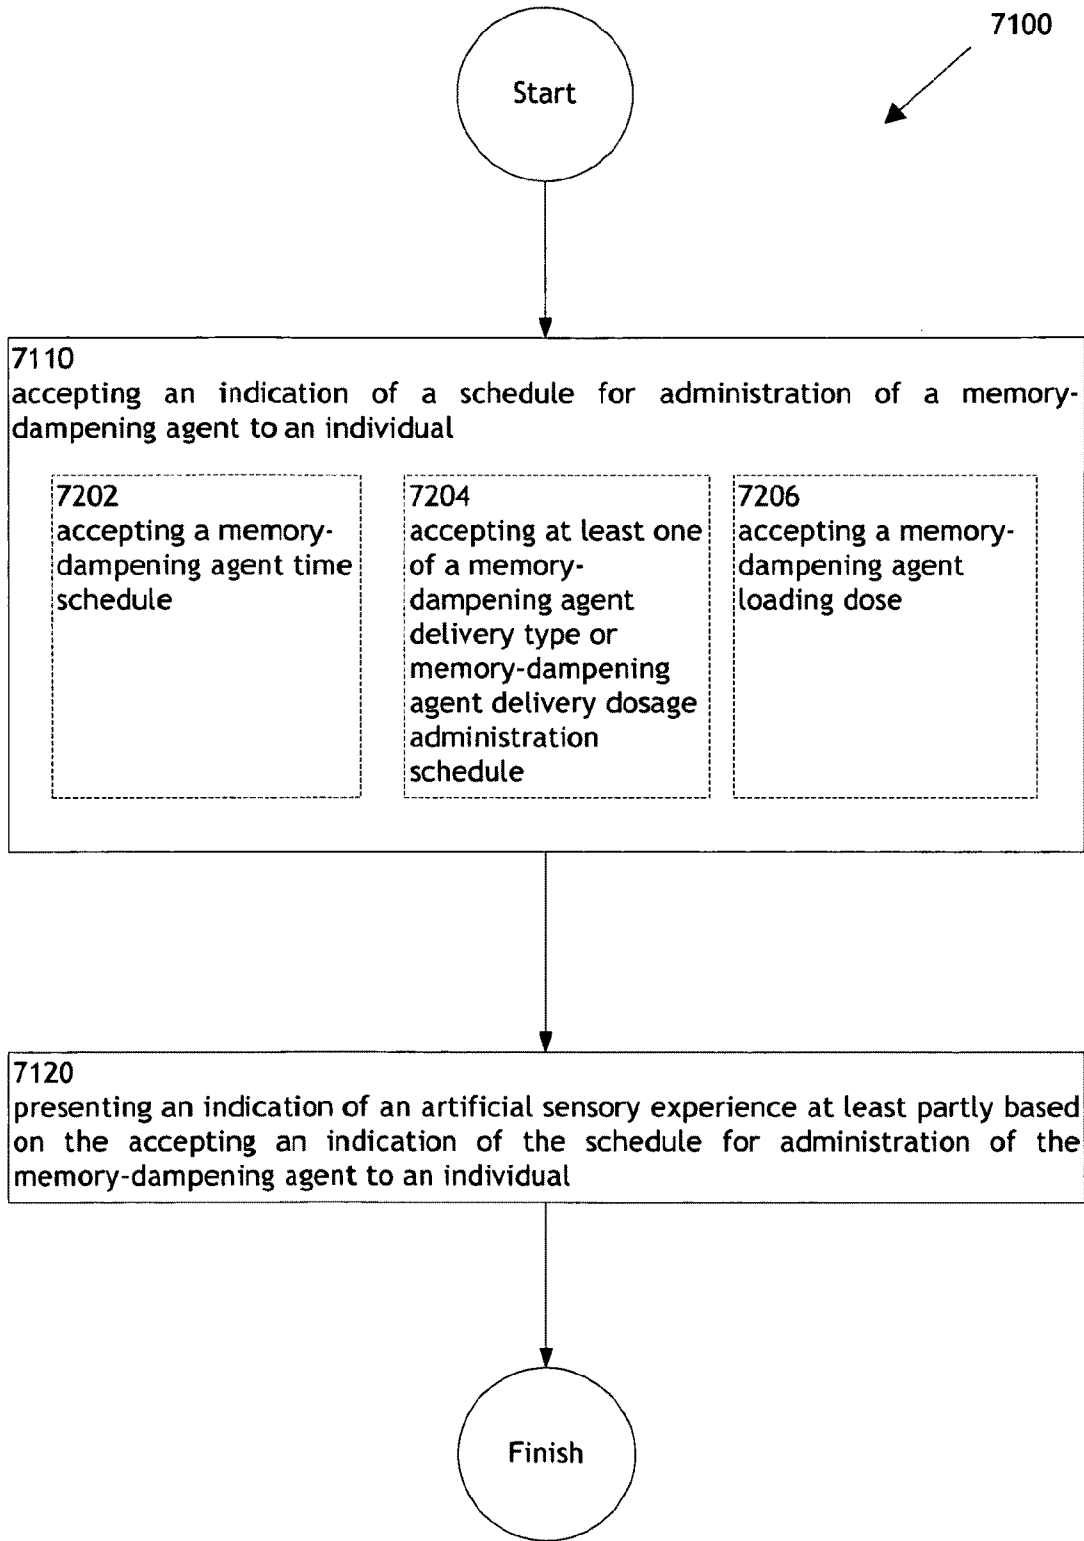 7100
Start
7110
accepting an indication of a schedule for administration of a memory-
dampening agent to an individual
7202
accepting a memory-
dampening agent time
schedule
7204
accepting at least one
of a memory-
dampening agent
delivery type or
memory-dampening
agent delivery dosage
administration
schedule
7206
accepting a memory-
dampening agent
loading dose
7120
presenting an indication of an artificial sensory experience at least partly based
on the accepting an indication of the schedule for administration of the
memory-dampening agent to an individual
Finish